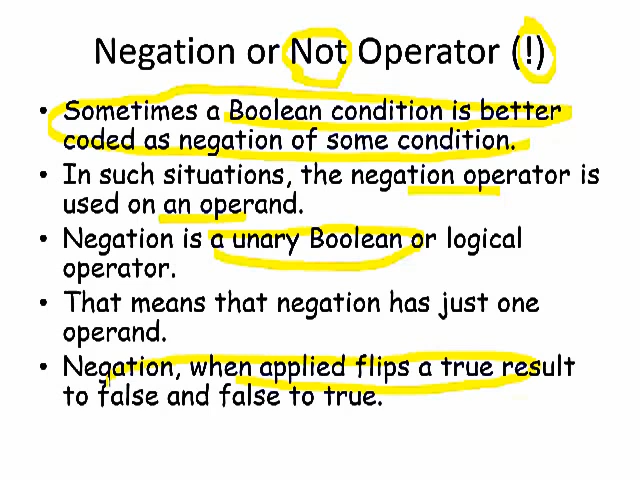 Negation or Not Operator (!)
• Sometimes a Boolean condition is better
coded as negation of some condition.
• In such situations, the negation operator is
used on an operand.
• Negation is a unary Boolean or logical
operator.
• That means that negation has just one
operand.
• Negation, when applied flips a true result
to false and false to true.